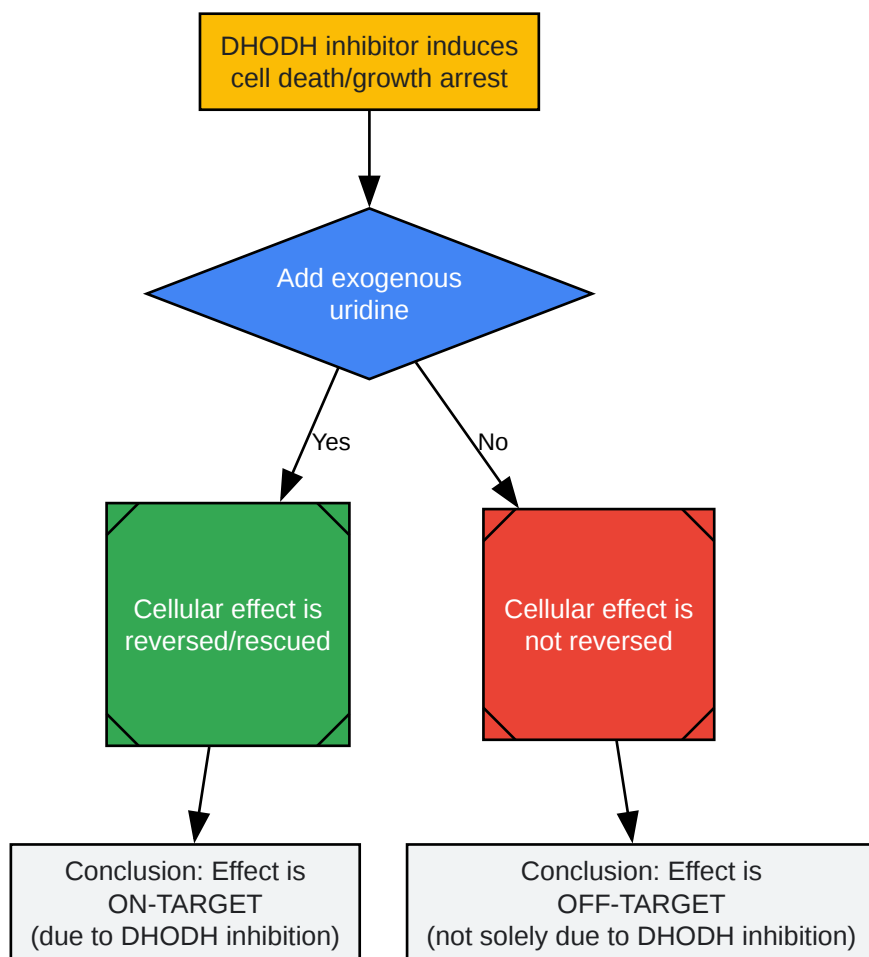 DHODH inhibitor induces
cell death/growth arrest
Add exogenous
uridine
Yes
No
Cellular effect is
reversed/rescued
Cellular effect is
not reversed
Conclusion: Effect is
ON-TARGET
(due to DHODH inhibition)
Conclusion: Effect is
OFF-TARGET
(not solely due to DHODH inhibition)